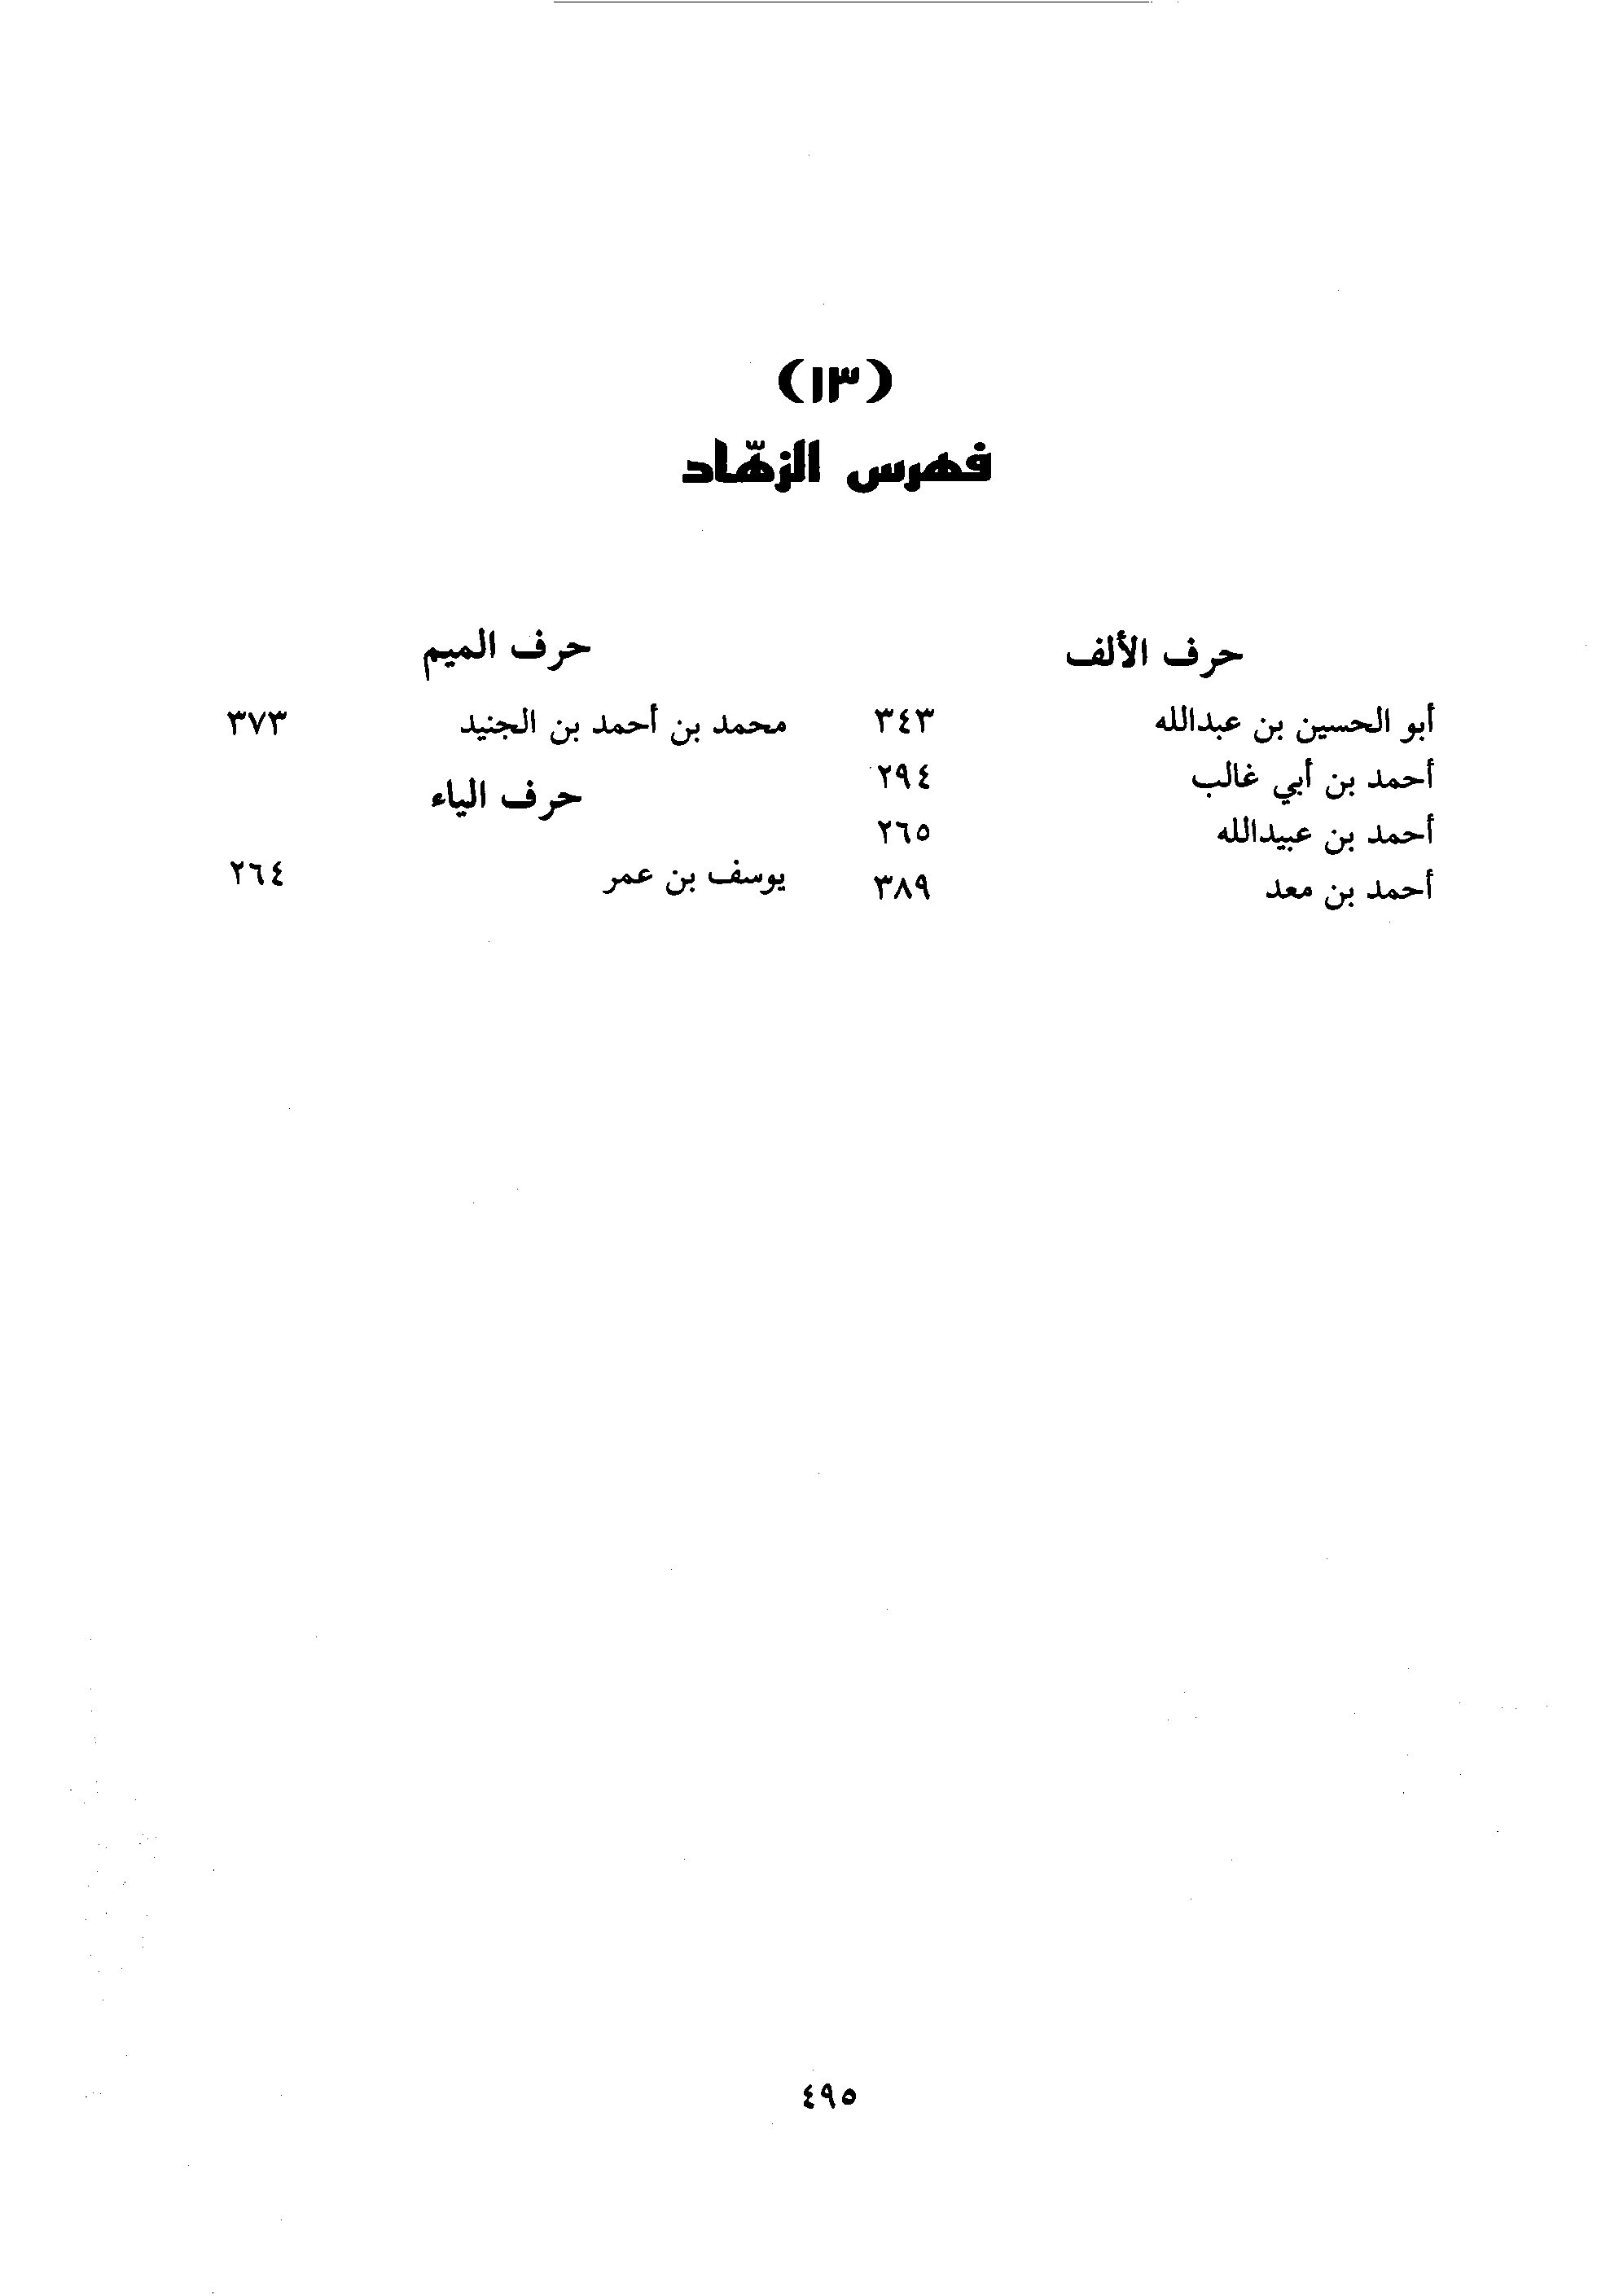 (١٣)
فهرس الزهّاد
حرف الألف
أبو الحسين بن عبدالله ٣٤٣
أحمد بن أبي غالب ٢٩٤
أحمد بن عبيدالله ٢٦٥
أحمد بن معد ٣٨٩
حرف الميم
محمد بن أحمد بن الجنيد ٣٧٣
حرف الياء
يوسف بن عمر ٢٦٤
٤٩٥